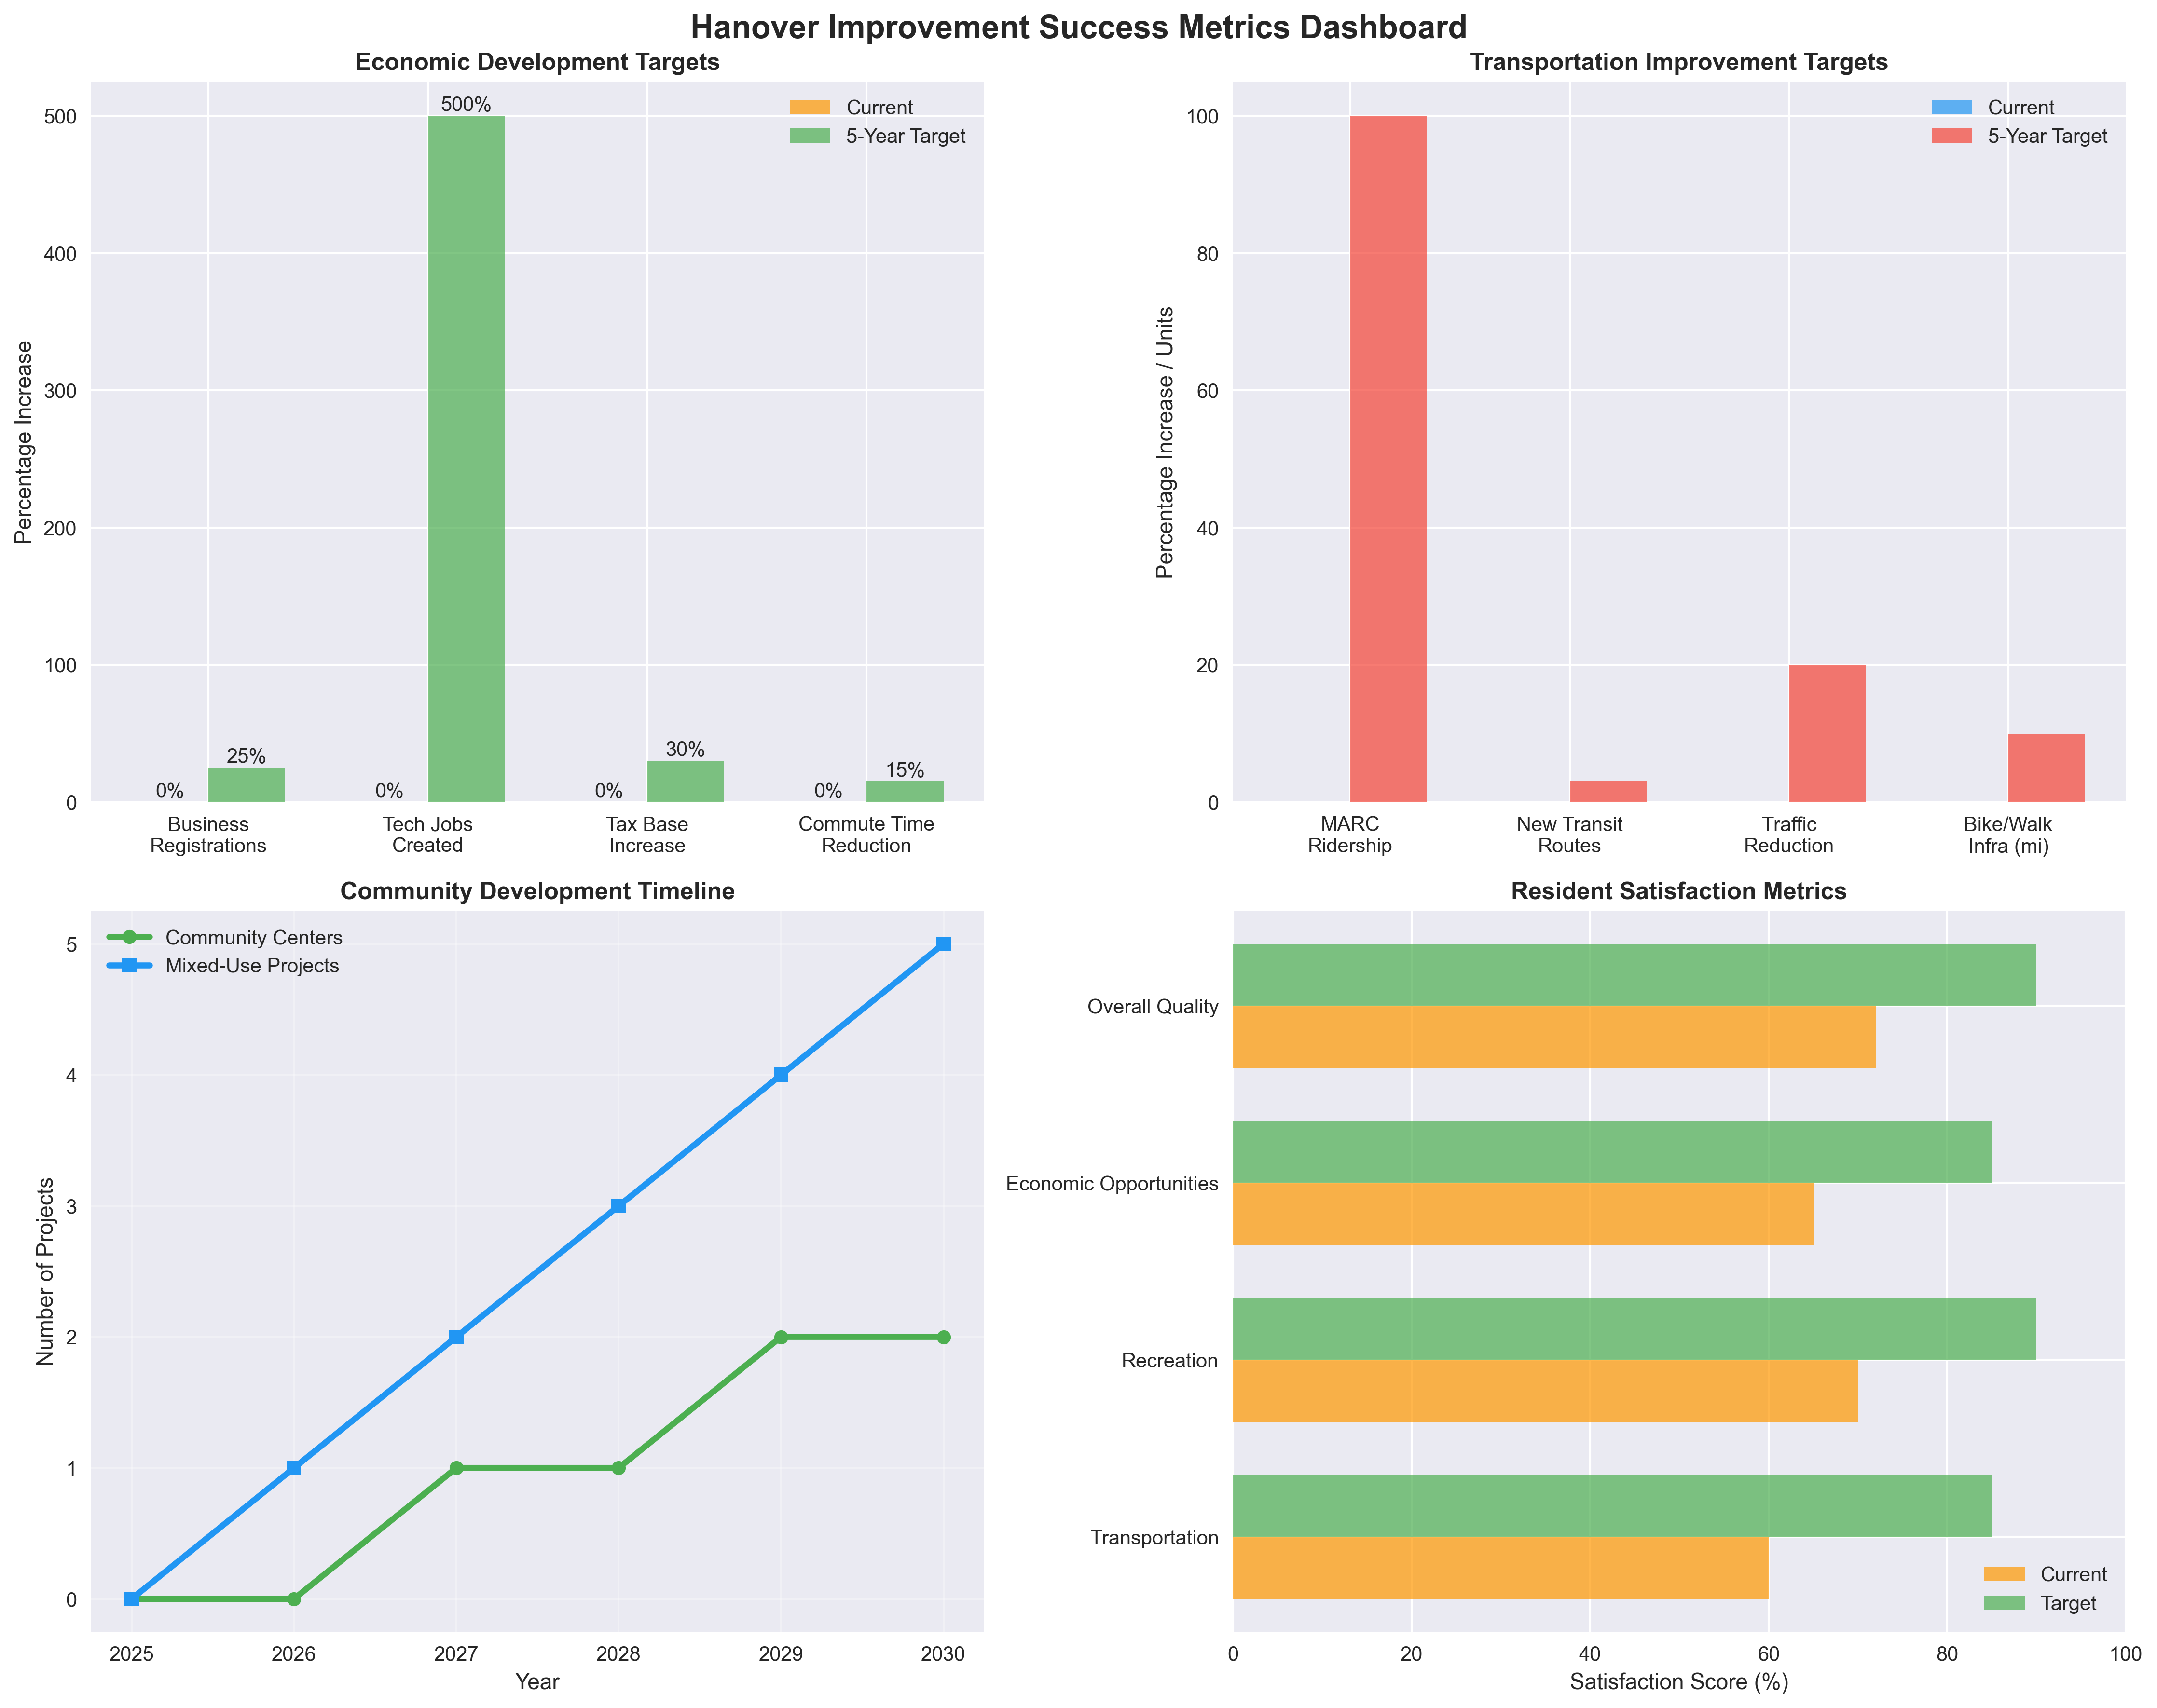 Hanover Improvement Success Metrics Dashboard
Economic Development Targets
Percentage Increase
500
400
300
200
100
0
Current
5-Year Target
0%
25%
0%
500%
0%
30%
0%
15%
Business
Registrations
Tech Jobs
Created
Tax Base
Increase
Commute Time
Reduction
Transportation Improvement Targets
Percentage Increase / Units
100
80
60
40
20
0
Current
5-Year Target
MARC
Ridership
New Transit
Routes
Traffic
Reduction
Bike/Walk
Infra (mi)
Community Development Timeline
Number of Projects
5
4
3
2
1
0
Community Centers
Mixed-Use Projects
2025
2026
2027
2028
2029
2030
Year
Resident Satisfaction Metrics
Overall Quality
Economic Opportunities
Recreation
Transportation
Current
Target
0
20
40
60
80
100
Satisfaction Score (%)